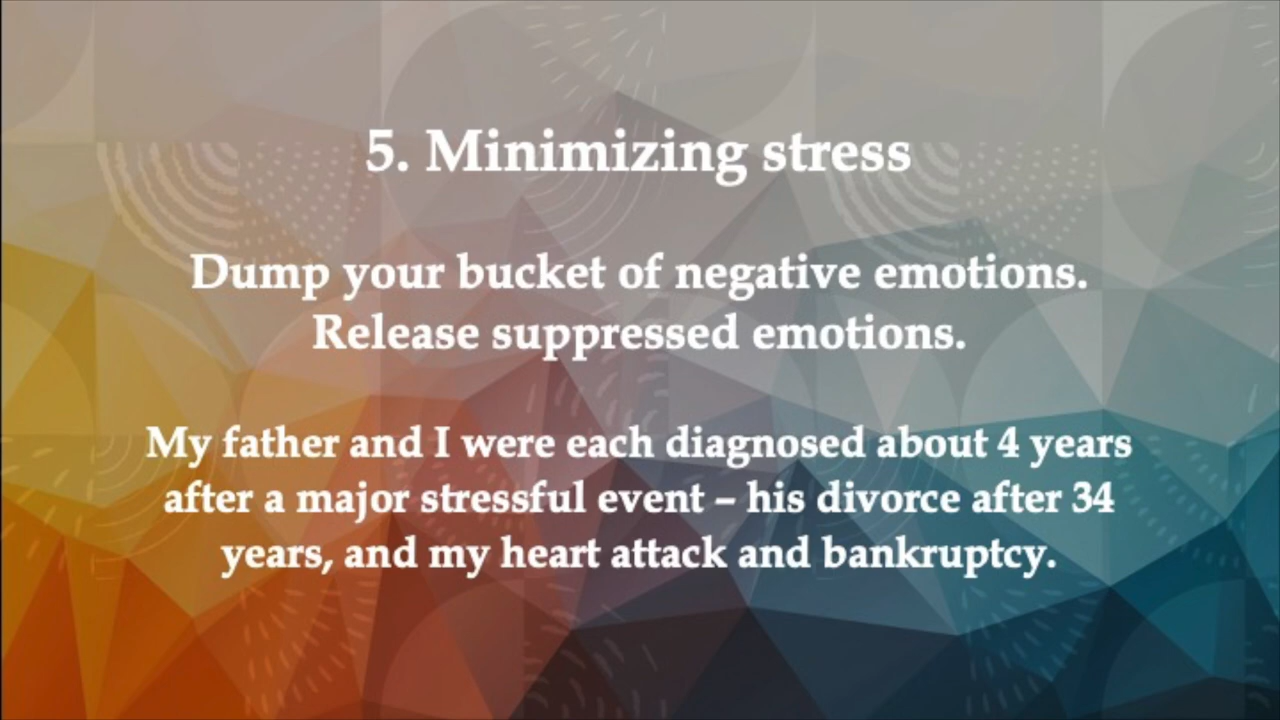 5. Minimizing stress
Dump your bucket of negative emotions.
Release suppressed emotions.
My father and I were each diagnosed about 4 years
after a major stressful event – his divorce after 34
years, and my heart attack and bankruptcy.